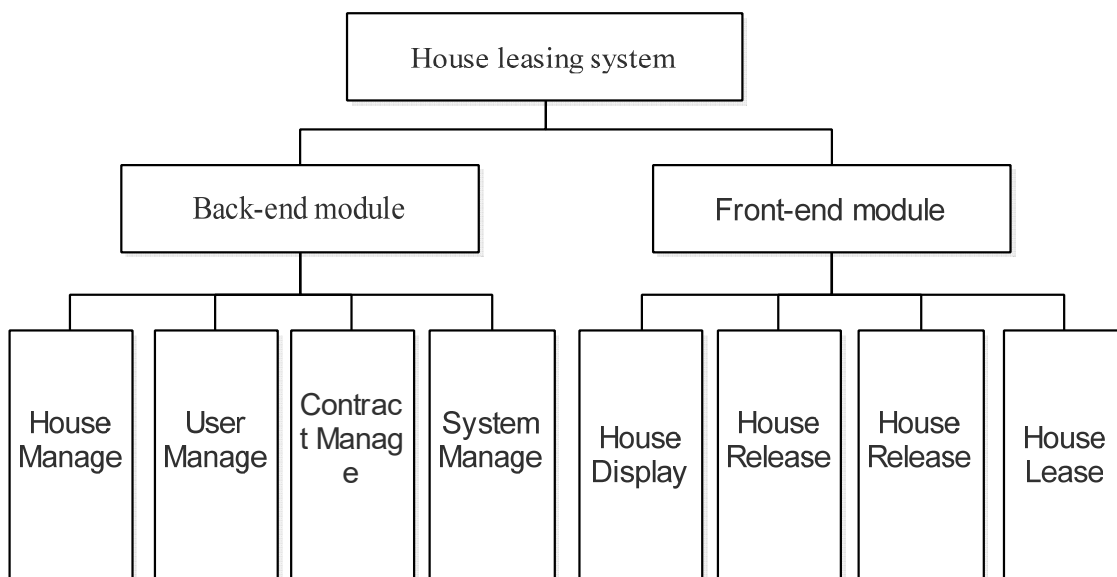 House leasing system
Back-end module
Front-end module
House
Manage
User
Manage
Contrac
t Manag
e
System
Manage
House
Display
House
Release
House
Release
House
Lease